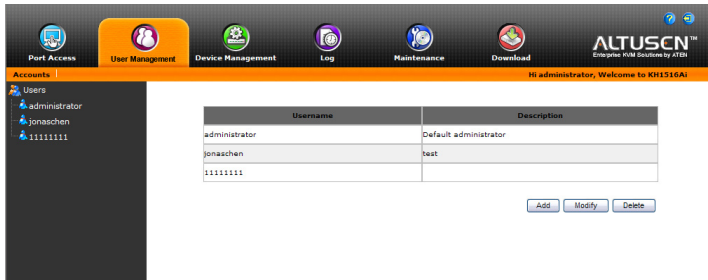 ALTUSEN™
Enterprise KVM Solutions by ATEN
Port Access
User Management
Device Management
Log
Maintenance
Download
Accounts
Hi administrator, Welcome to KH1516Ai
Users
administrator
jonaschen
11111111
Username Description
administrator Default administrator
jonaschen test
11111111
Add Modify Delete